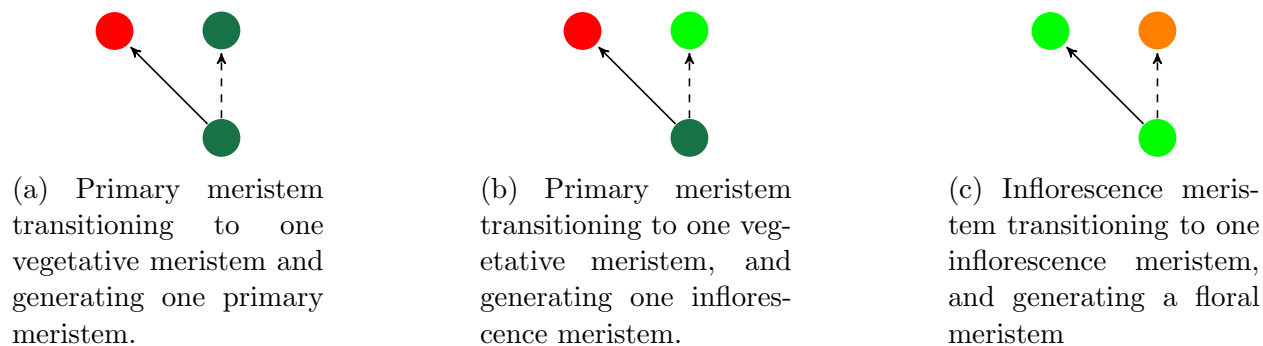 (a) Primary meristem
transitioning to one
vegetative meristem and
generating one primary
meristem.
(b) Primary meristem
transitioning to one veg-
etative meristem, and
generating one inflores-
cence meristem.
(c) Inflorescence meris-
tem transitioning to one
inflorescence meristem,
and generating a floral
meristem